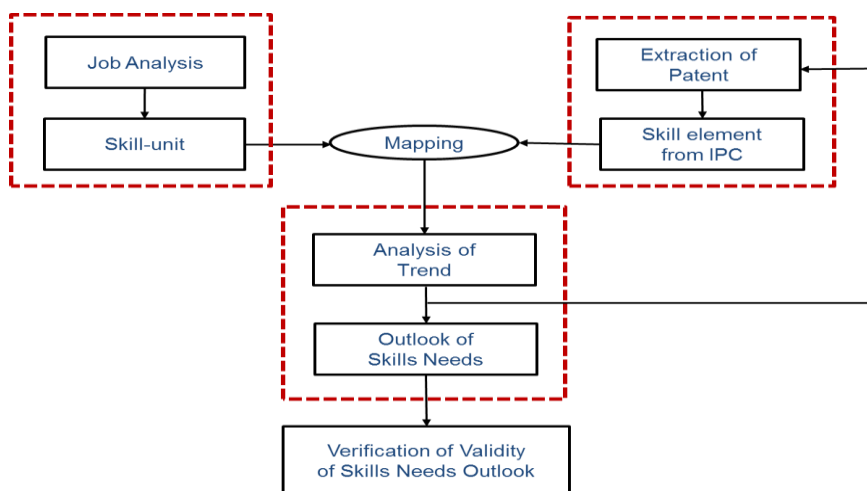 Job Analysis
Skill-unit
Extraction of
Patent
Skill element
from IPC
Mapping
Analysis of
Trend
Outlook of
Skills Needs
Verification of Validity
of Skills Needs Outlook